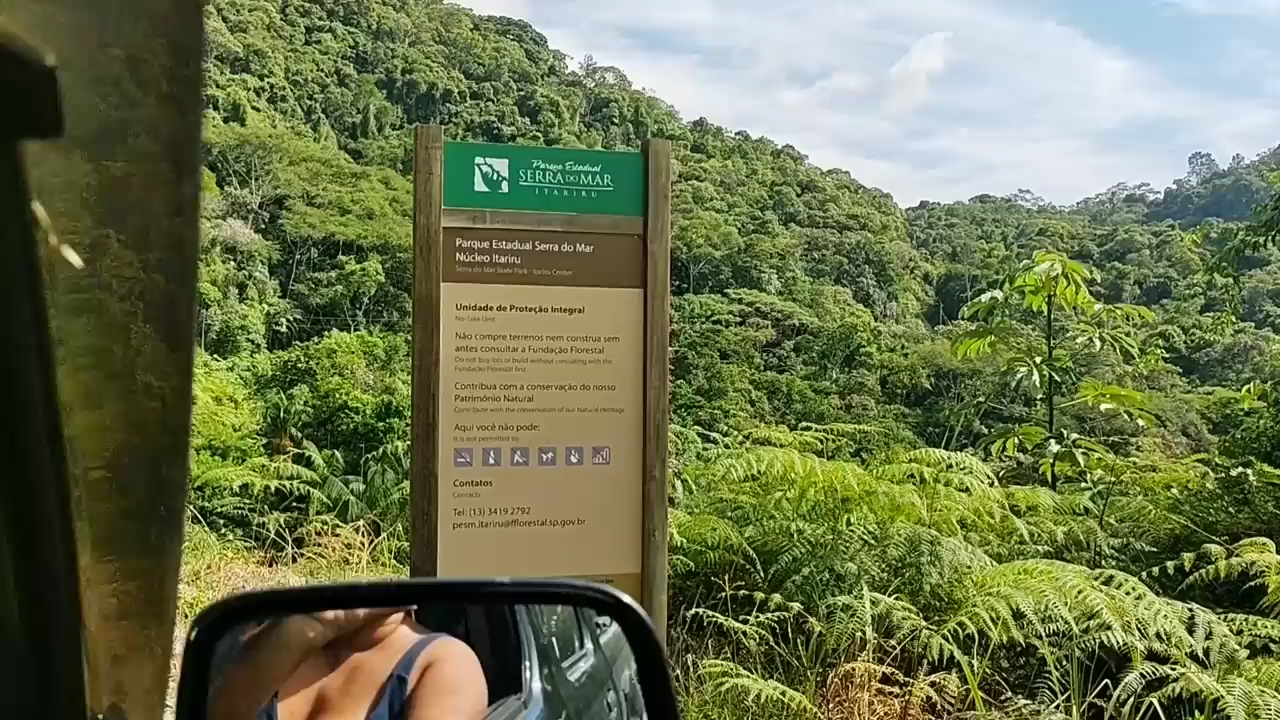 Parque Estadual
SERRA DO MAR
ITARIRU
Parque Estadual Serra do Mar
Núcleo Itariru
Serra do Mar State Park - Itariru Center
Unidade de Proteção Integral
No-Take Unit
Não compre terrenos nem construa sem
antes consultar a Fundação Florestal
Do not buy lots or build without consulting with the
Fundação Florestal first
Contribua com a conservação do nosso
Patrimônio Natural
Contribute with the conservation of our Natural Heritage
Aqui você não pode:
It is not permitted to:
Contatos
Contacts
Tel: (13) 3419 2792
pesm.itariru@fflorestal.sp.gov.br